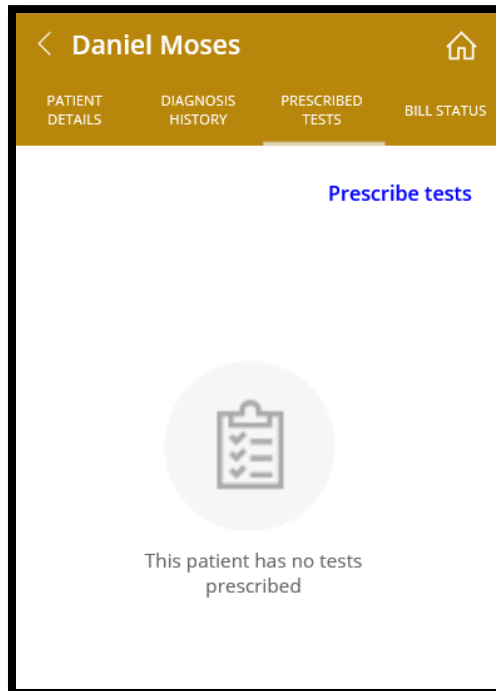 Daniel Moses
PATIENT
DETAILS
DIAGNOSIS
HISTORY
PRESCRIBED
TESTS
BILL STATUS
Prescribe tests
This patient has no tests
prescribed